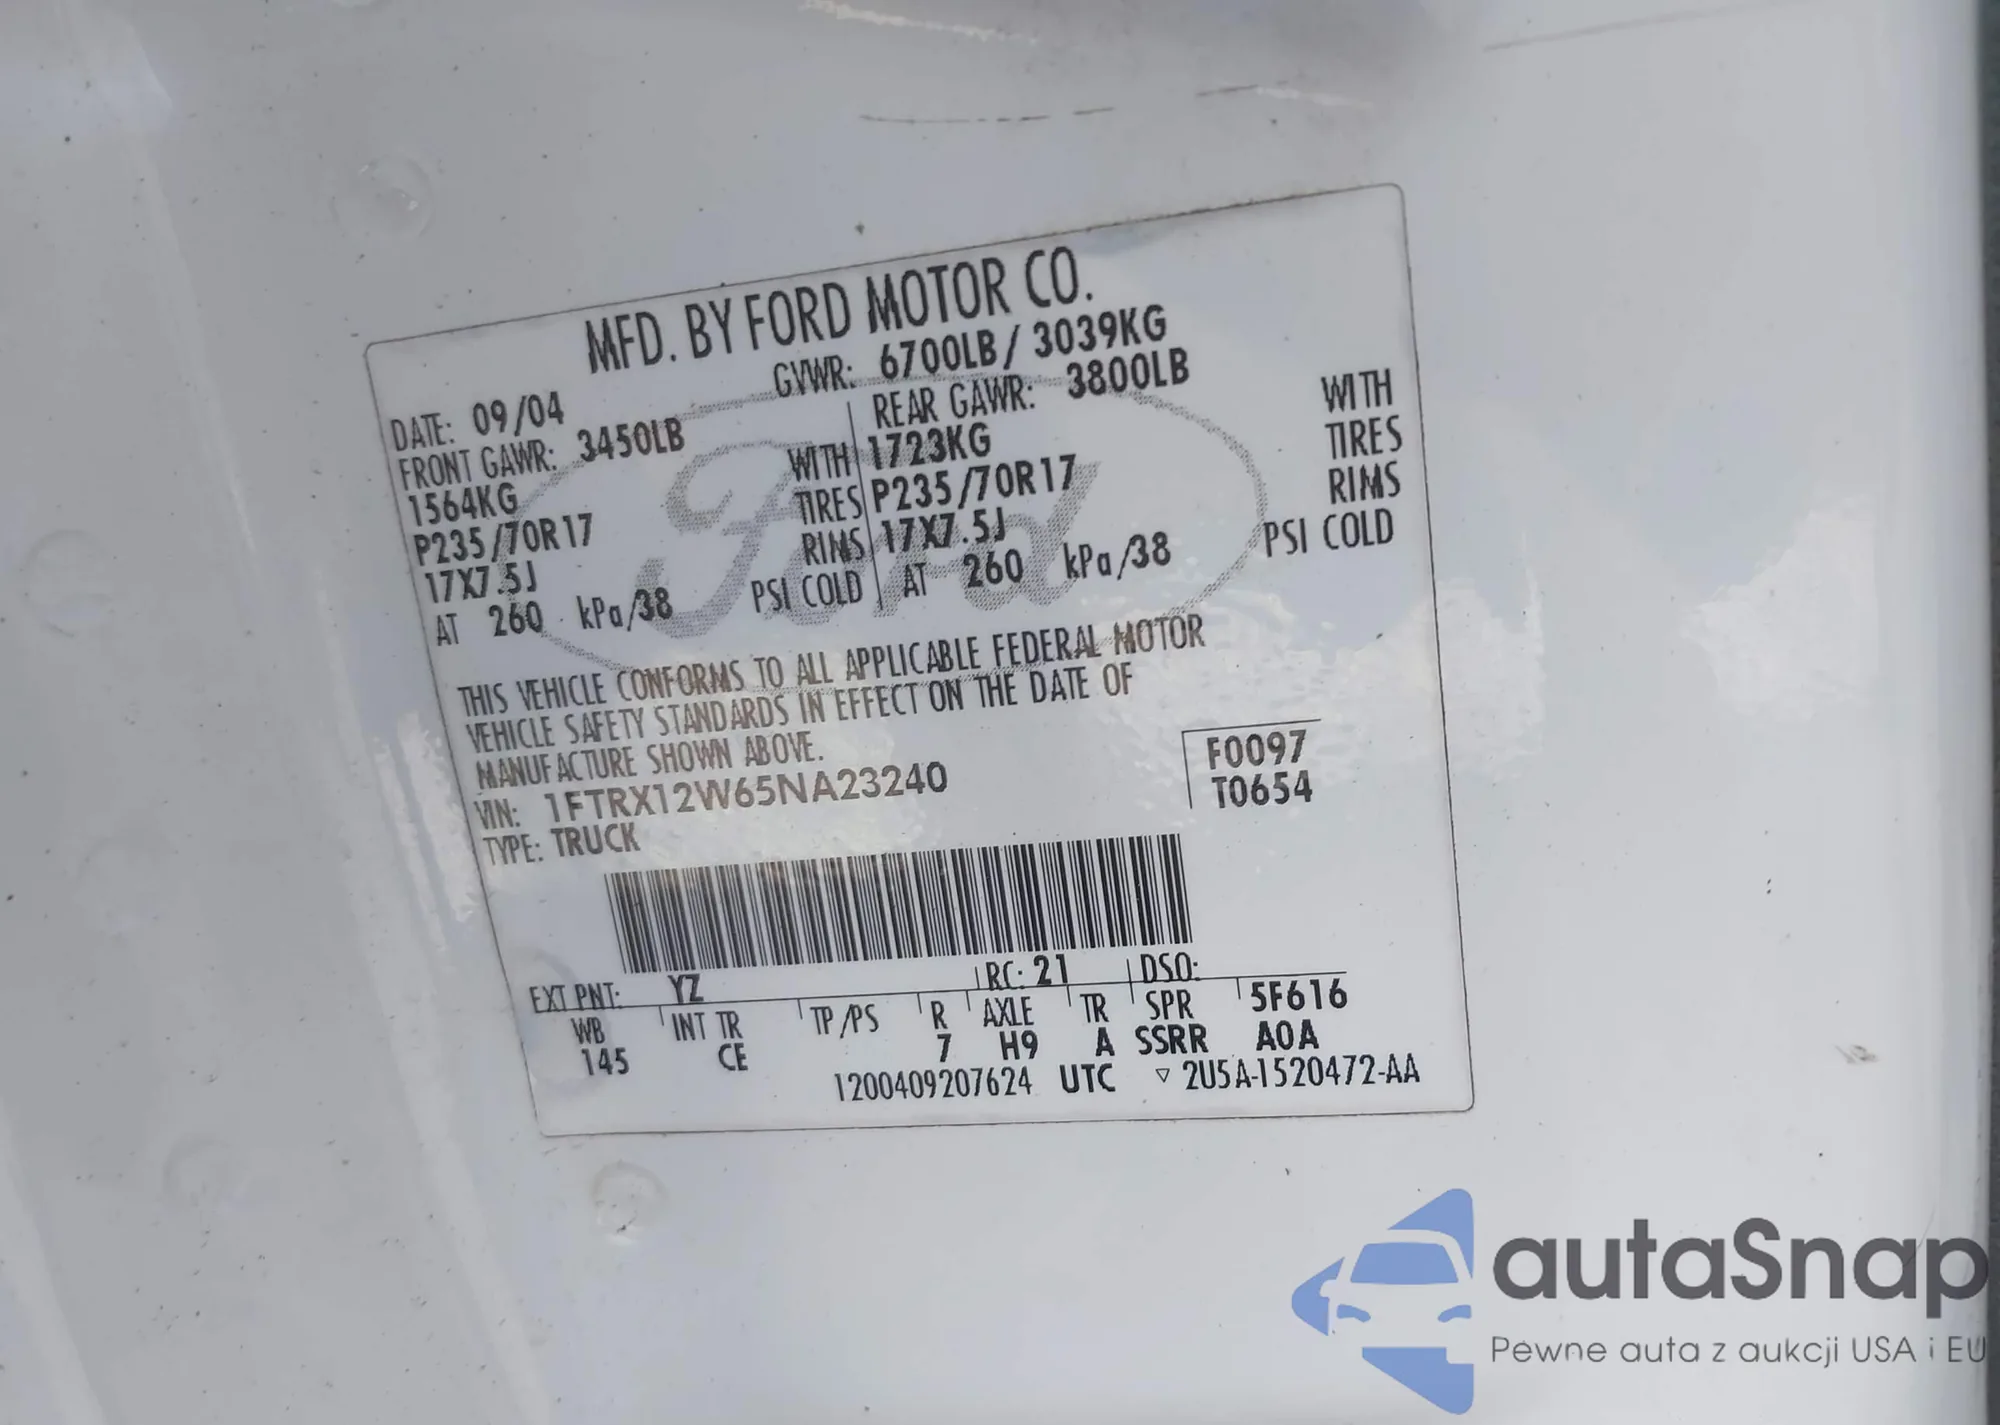 MFD. BY FORD MOTOR CO.
DATE: 09/04 GVWR: 6700LB / 3039KG
FRONT GAWR: 3450LB REAR GAWR: 3800LB
1564KG WITH 1723KG WITH
P235/70R17 TIRES P235/70R17 TIRES
17X7.5J RIMS 17X7.5J RIMS
AT 260 kPa/38 PSI COLD AT 260 kPa/38 PSI COLD
Ford
THIS VEHICLE CONFORMS TO ALL APPLICABLE FEDERAL MOTOR
VEHICLE SAFETY STANDARDS IN EFFECT ON THE DATE OF
MANUFACTURE SHOWN ABOVE.
VIN: 1FTRX12W65NA23240
TYPE: TRUCK
F0097
T0654
EXT PNT: YZ RC: 21 DSO:
WB INT TR TP/PS R AXLE TR SPR 5F616
145 CE 7 H9 A SSRR A0A
1200409207624 UTC ▽ 2U5A-1520472-AA
autaSnap
Pewne auta z aukcji USA i EU